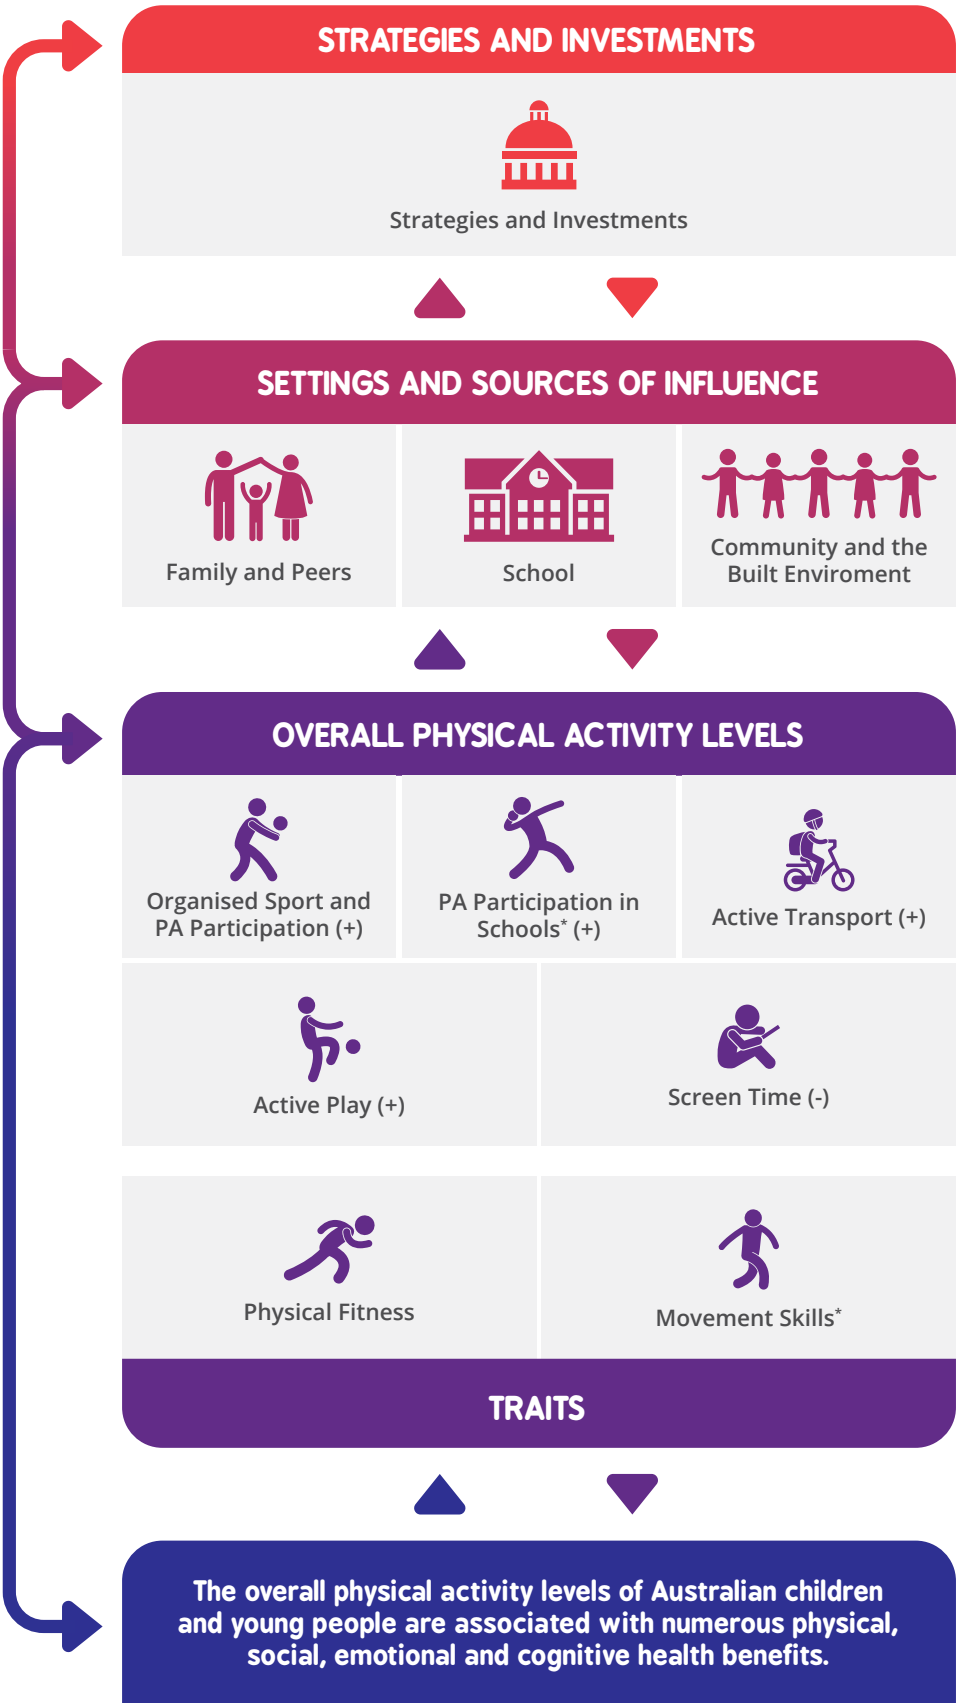 STRATEGIES AND INVESTMENTS
Strategies and Investments
SETTINGS AND SOURCES OF INFLUENCE
Family and Peers
School
Community and the
Built Enviroment
OVERALL PHYSICAL ACTIVITY LEVELS
Organised Sport and
PA Participation (+)
PA Participation in
Schools* (+)
Active Transport (+)
Active Play (+)
Screen Time (-)
Physical Fitness
Movement Skills*
TRAITS
The overall physical activity levels of Australian children
and young people are associated with numerous physical,
social, emotional and cognitive health benefits.